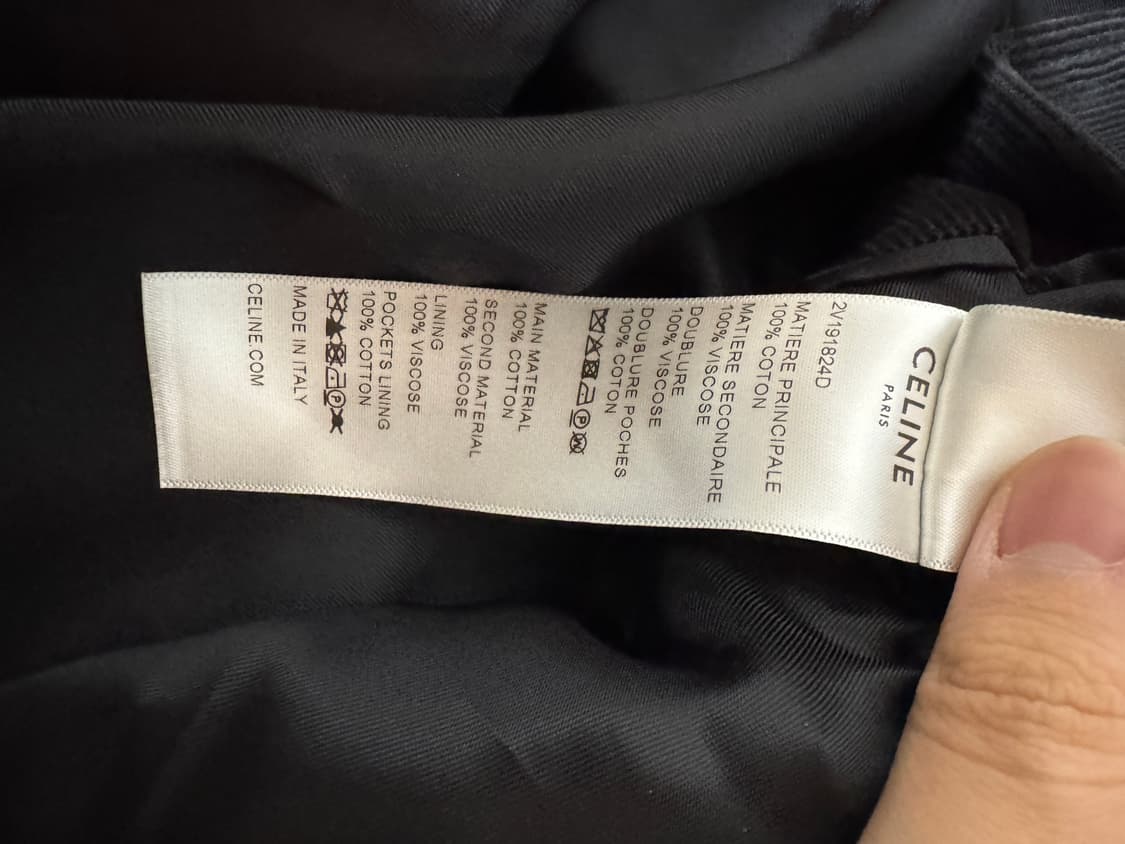 CELINE
PARIS
2V191824D
MATIERE PRINCIPALE
100% COTON
MATIERE SECONDAIRE
100% VISCOSE
DOUBLURE
100% VISCOSE
DOUBLURE POCHES
100% COTON
MAIN MATERIAL
100% COTTON
SECOND MATERIAL
100% VISCOSE
LINING
100% VISCOSE
POCKETS LINING
100% COTTON
MADE IN ITALY
CELINE.COM